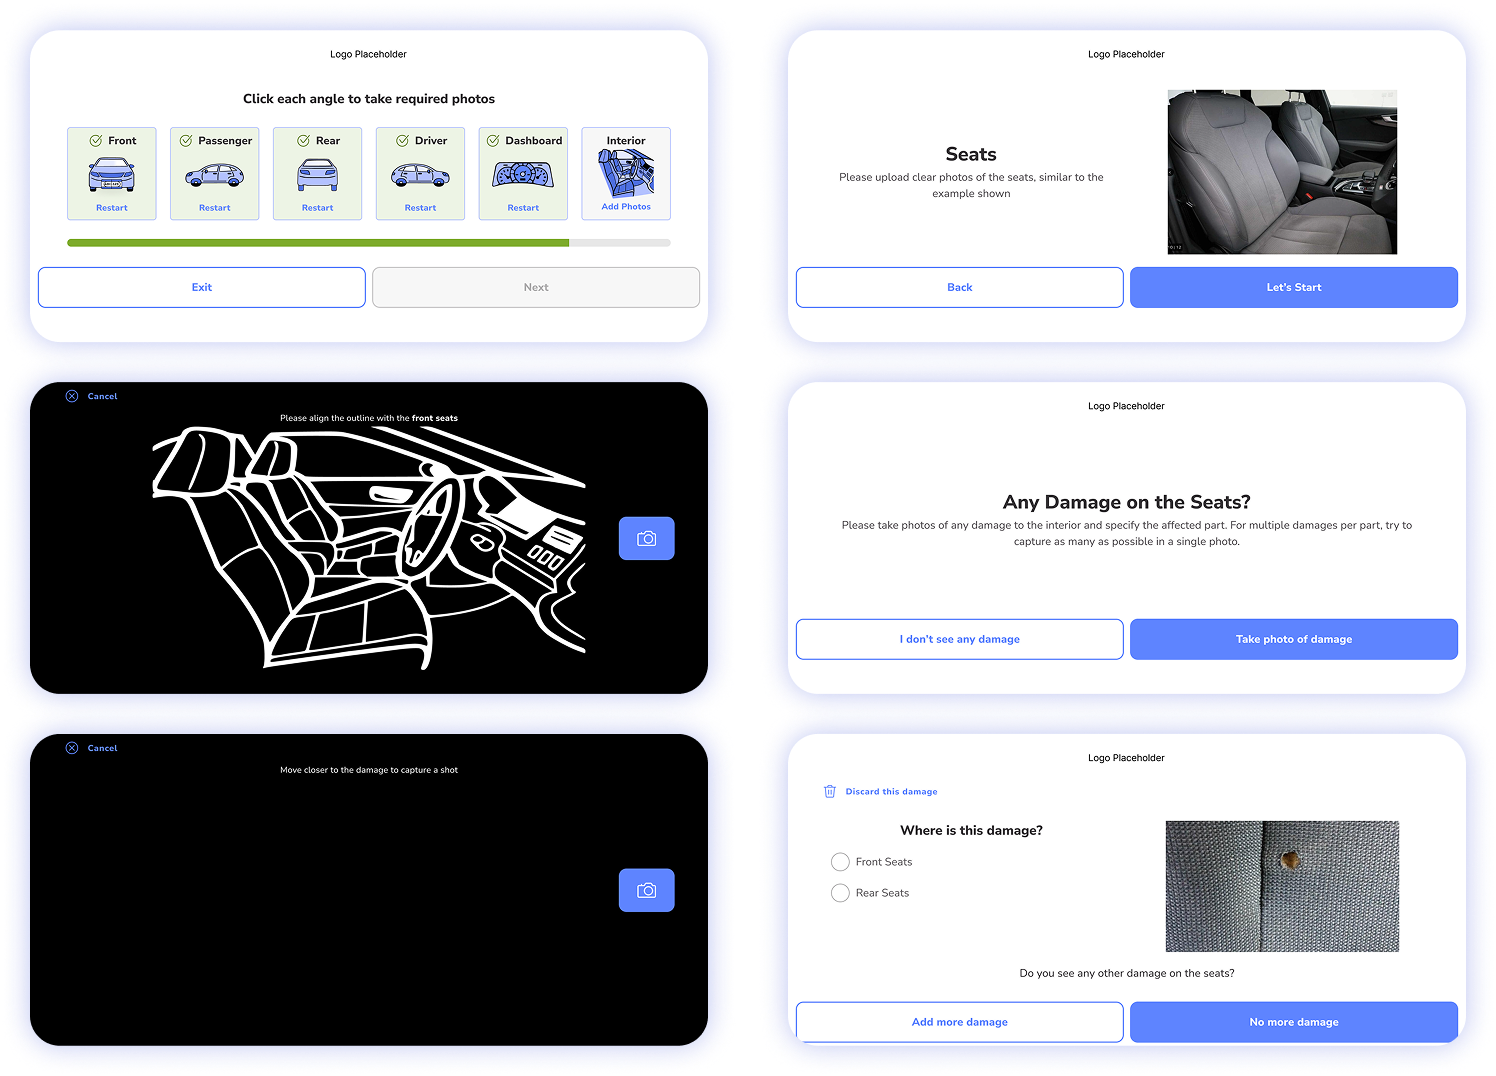 Logo Placeholder
Click each angle to take required photos
Front
Passenger
Rear
Driver
Dashboard
Interior
Restart
Restart
Restart
Restart
Restart
Add Photos
Exit
Next
Logo Placeholder
Seats
Please upload clear photos of the seats, similar to the
example shown
Back
Let's Start
Cancel
Please align the outline with the front seats
Logo Placeholder
Any Damage on the Seats?
Please take photos of any damage to the interior and specify the affected part. For multiple damages per part, try to
capture as many as possible in a single photo.
I don't see any damage
Take photo of damage
Cancel
Move closer to the damage to capture a shot
Logo Placeholder
Discard this damage
Where is this damage?
Front Seats
Rear Seats
Do you see any other damage on the seats?
Add more damage
No more damage